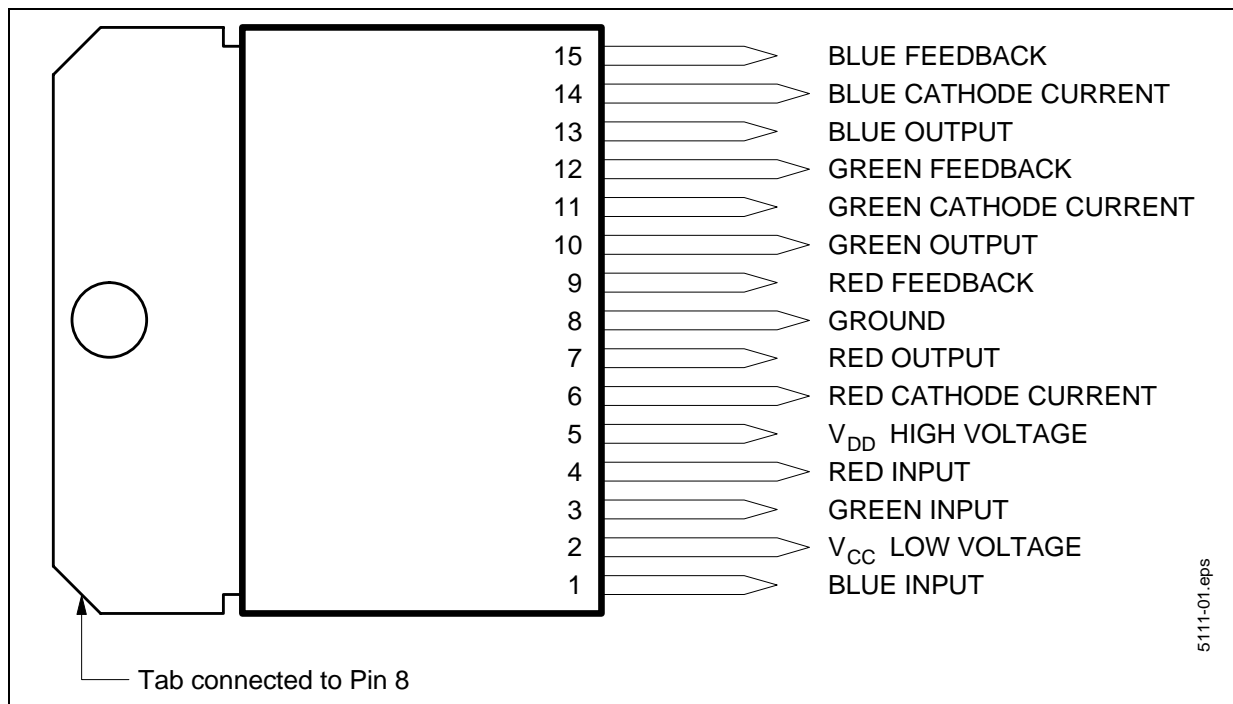 15 BLUE FEEDBACK
14 BLUE CATHODE CURRENT
13 BLUE OUTPUT
12 GREEN FEEDBACK
11 GREEN CATHODE CURRENT
10 GREEN OUTPUT
9 RED FEEDBACK
8 GROUND
7 RED OUTPUT
6 RED CATHODE CURRENT
5 VDD HIGH VOLTAGE
4 RED INPUT
3 GREEN INPUT
2 VCC LOW VOLTAGE
1 BLUE INPUT
Tab connected to Pin 8
5111-01.eps